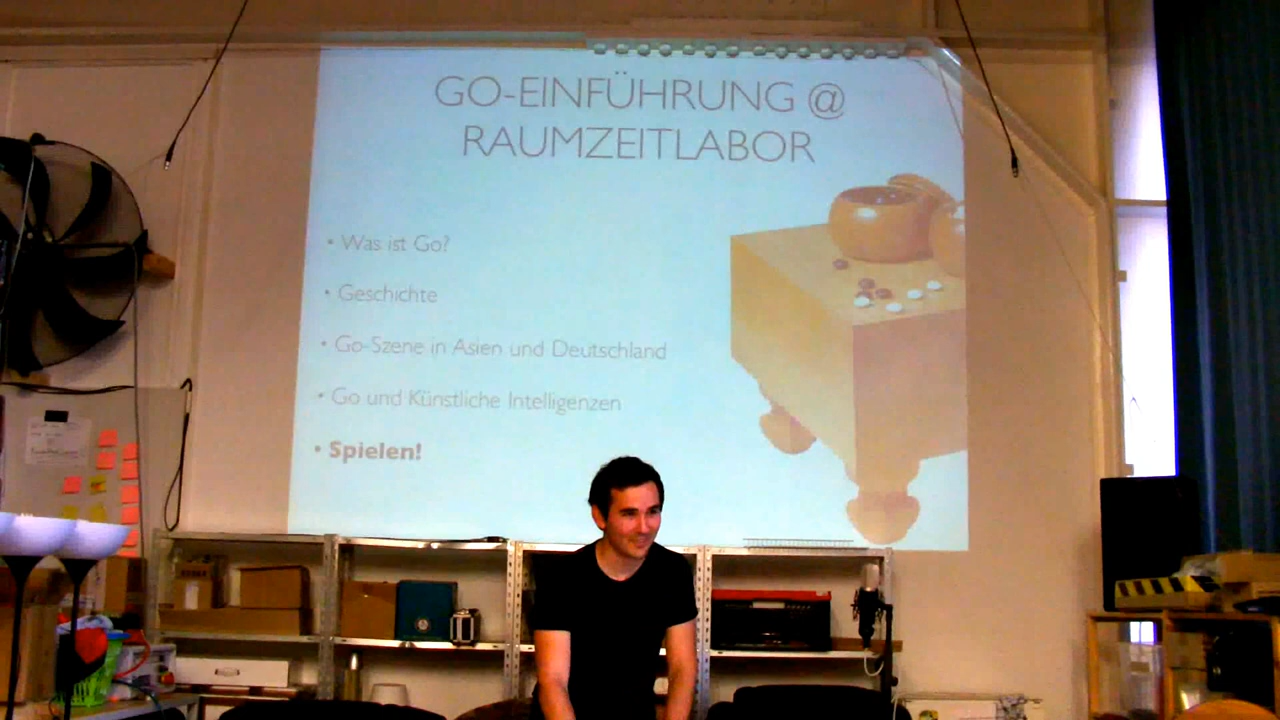 GO-EINFÜHRUNG @
RAUMZEITLABOR
• Was ist Go?
• Geschichte
• Go-Szene in Asien und Deutschland
• Go und Künstliche Intelligenzen
• Spielen!